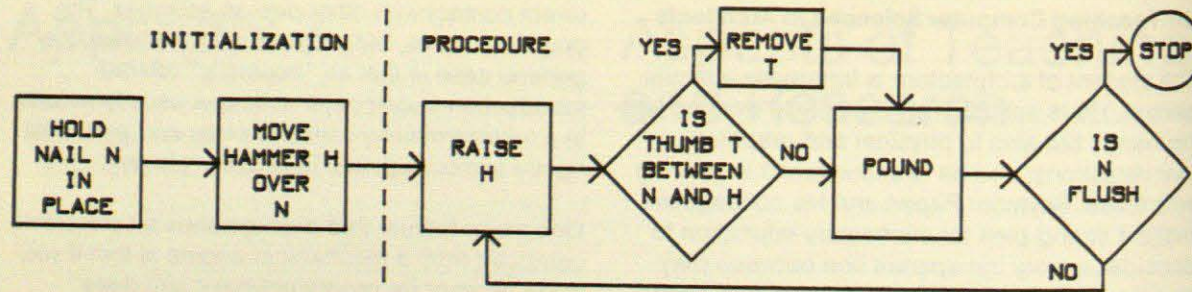 INITIALIZATION
PROCEDURE
HOLD
NAIL N
IN
PLACE
MOVE
HAMMER H
OVER
N
RAISE
H
IS
THUMB T
BETWEEN
N AND H
YES
REMOVE
T
NO
POUND
IS
N
FLUSH
YES
STOP
NO